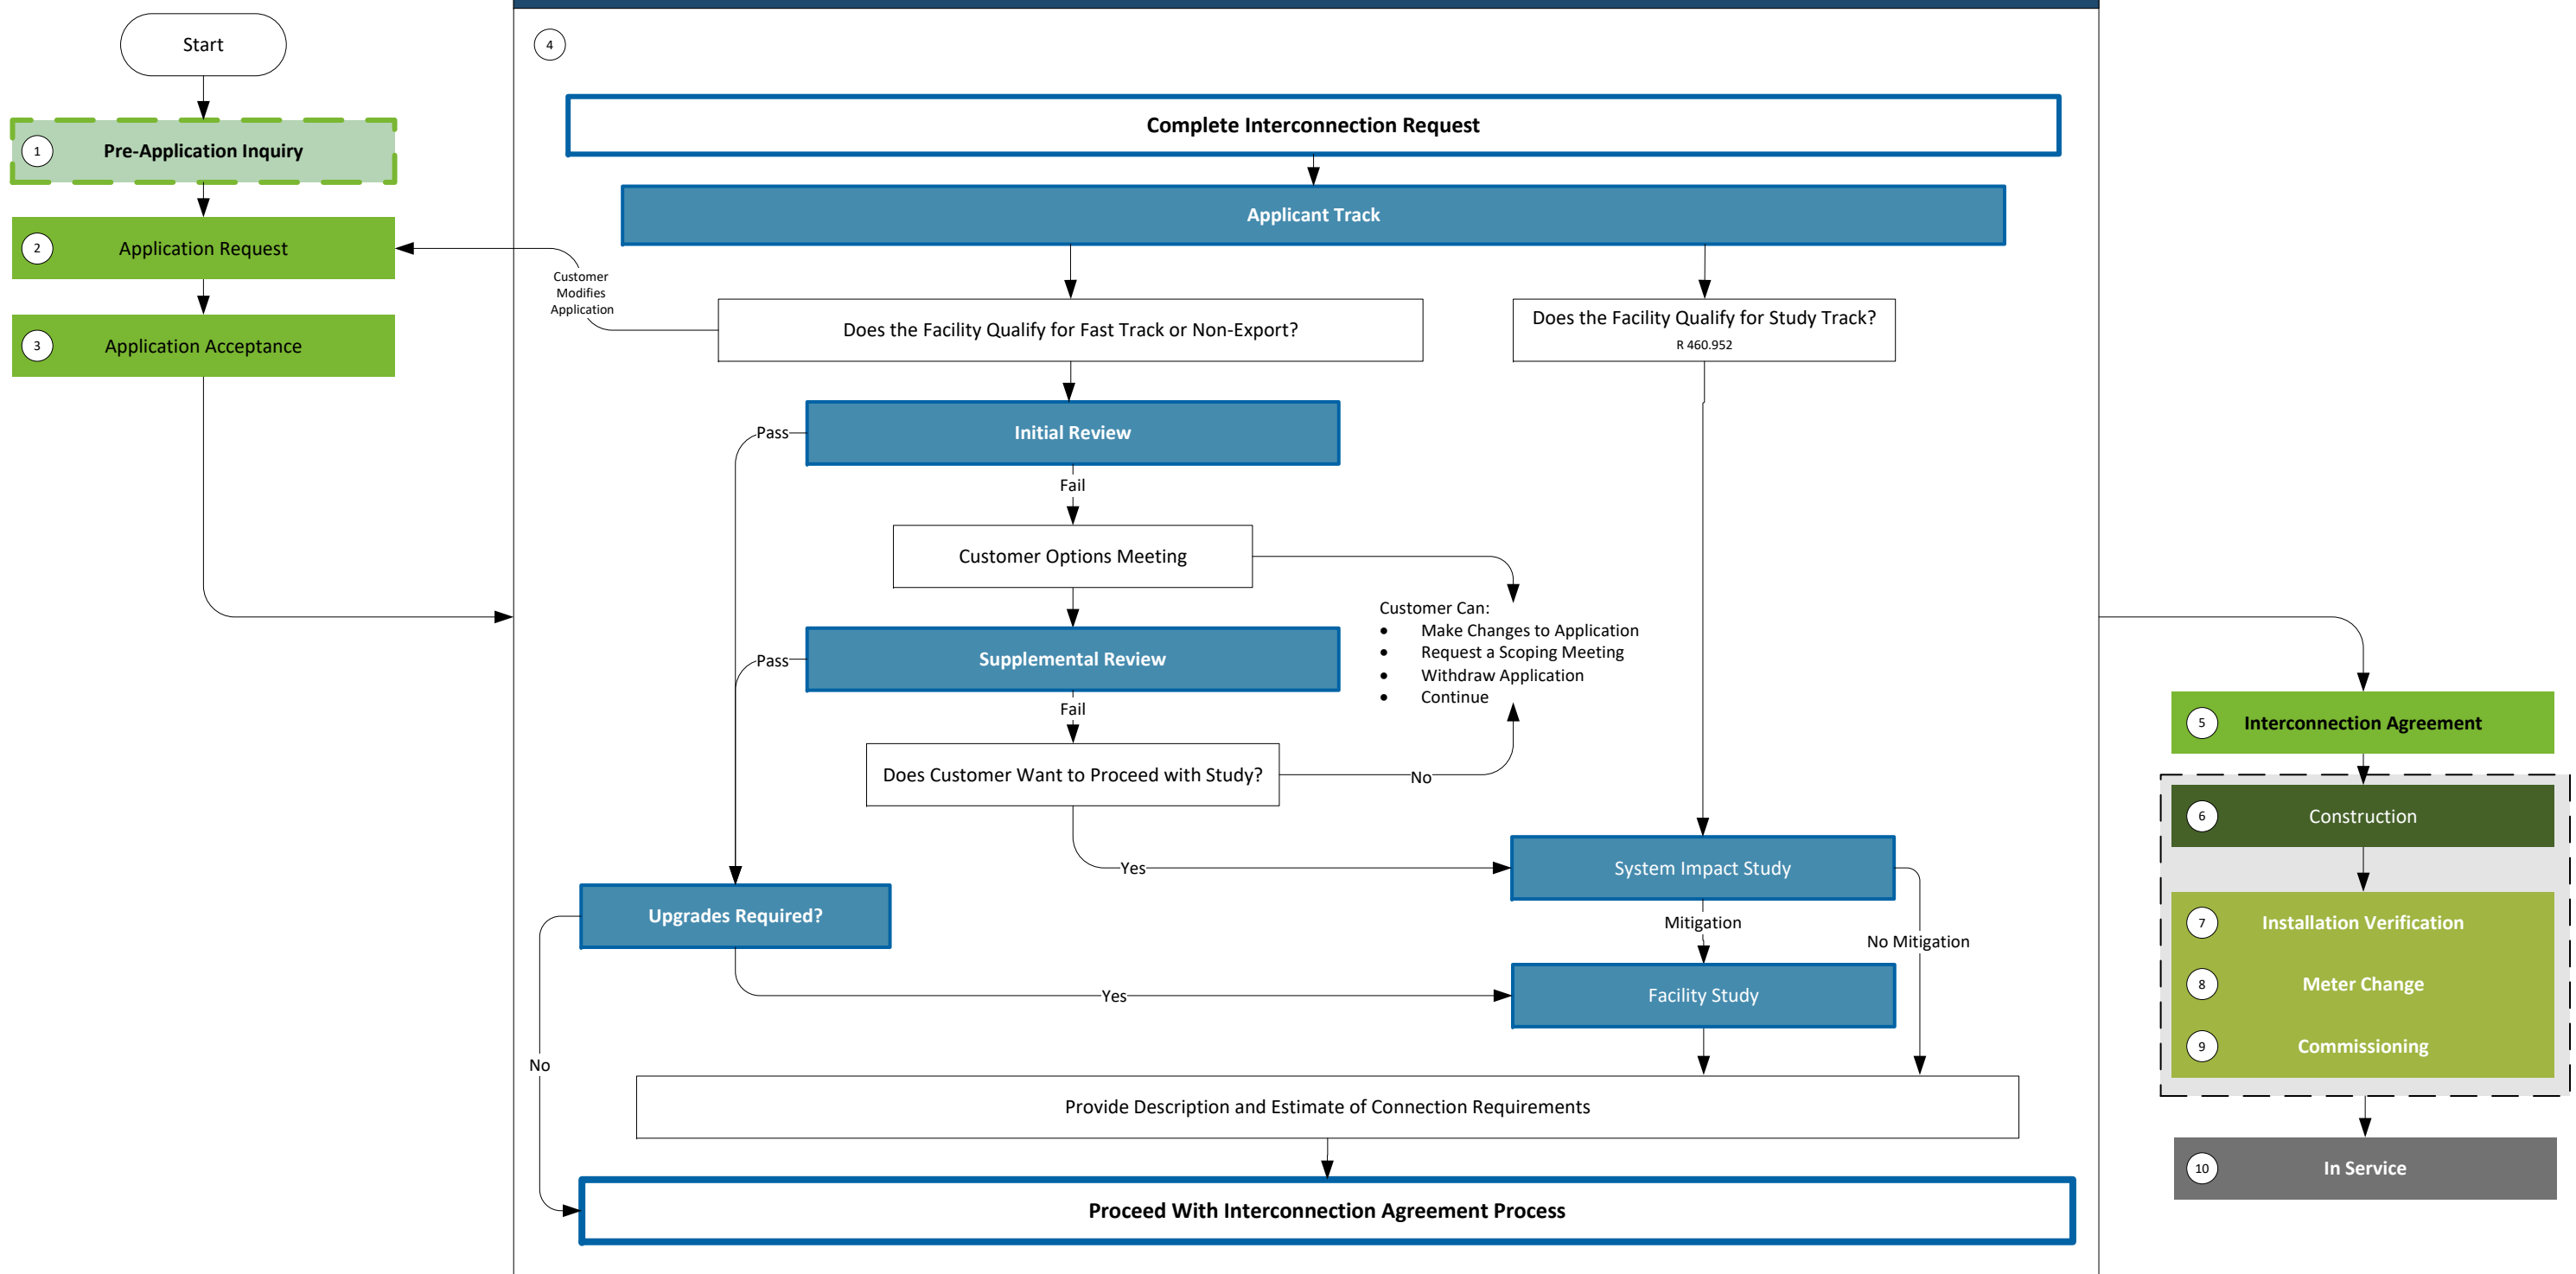 Start
1
Pre-Application Inquiry
2
Application Request
3
Application Acceptance
4
Complete Interconnection Request
Applicant Track
Customer
Modifies
Application
Does the Facility Qualify for Fast Track or Non-Export?
Does the Facility Qualify for Study Track?
R 460.952
Pass
Initial Review
Fail
Customer Options Meeting
Customer Can:
• Make Changes to Application
• Request a Scoping Meeting
• Withdraw Application
• Continue
Pass
Supplemental Review
Fail
Does Customer Want to Proceed with Study?
No
Yes
System Impact Study
Upgrades Required?
Mitigation
No Mitigation
Yes
Facility Study
No
Provide Description and Estimate of Connection Requirements
Proceed With Interconnection Agreement Process
5
Interconnection Agreement
6
Construction
7
Installation Verification
8
Meter Change
9
Commissioning
10
In Service